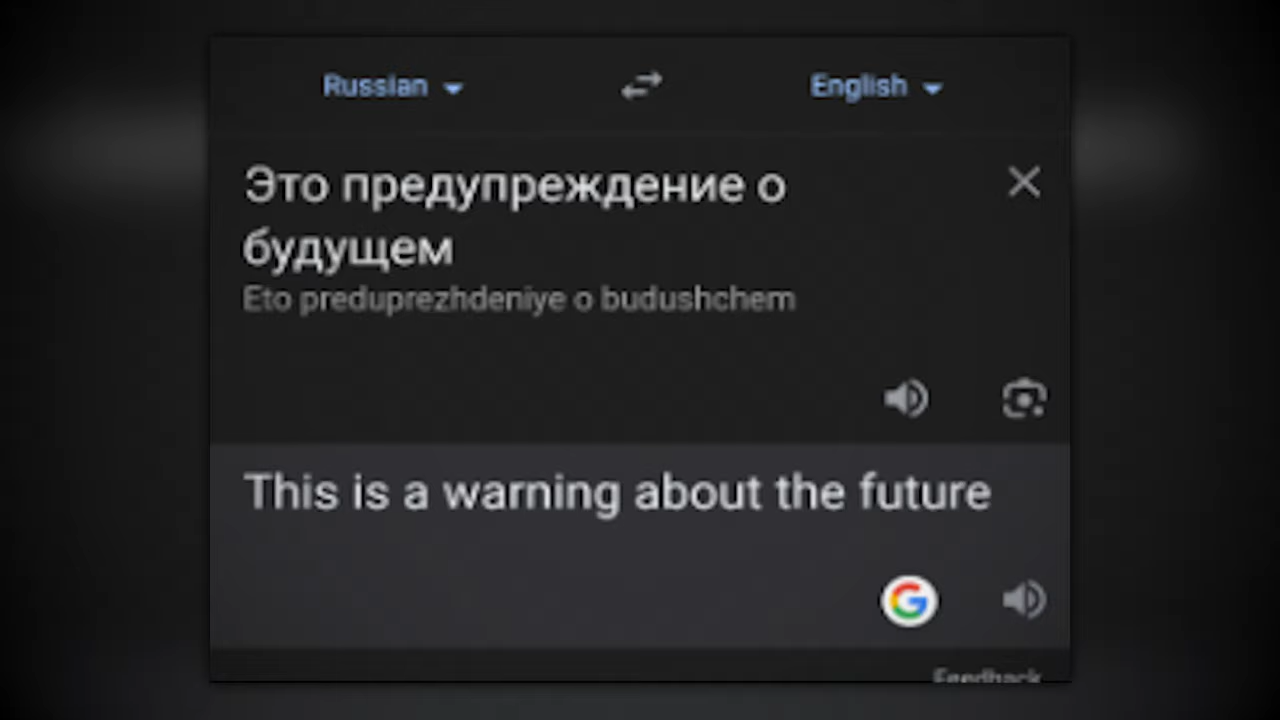 Russian English
Это предупреждение о
будущем
Eto preduprezhdeniye o budushchem
This is a warning about the future
Feedback